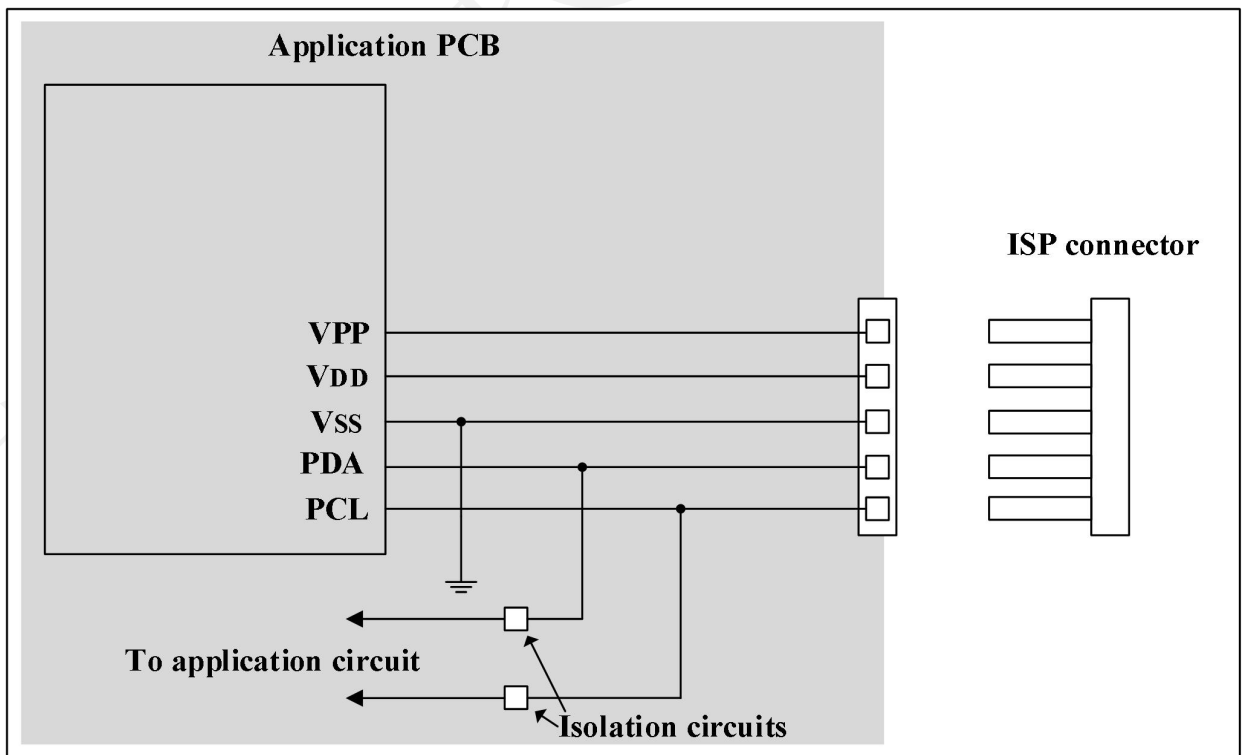 Application PCB
ISP connector
VPP
VDD
VSS
PDA
PCL
To application circuit
Isolation circuits